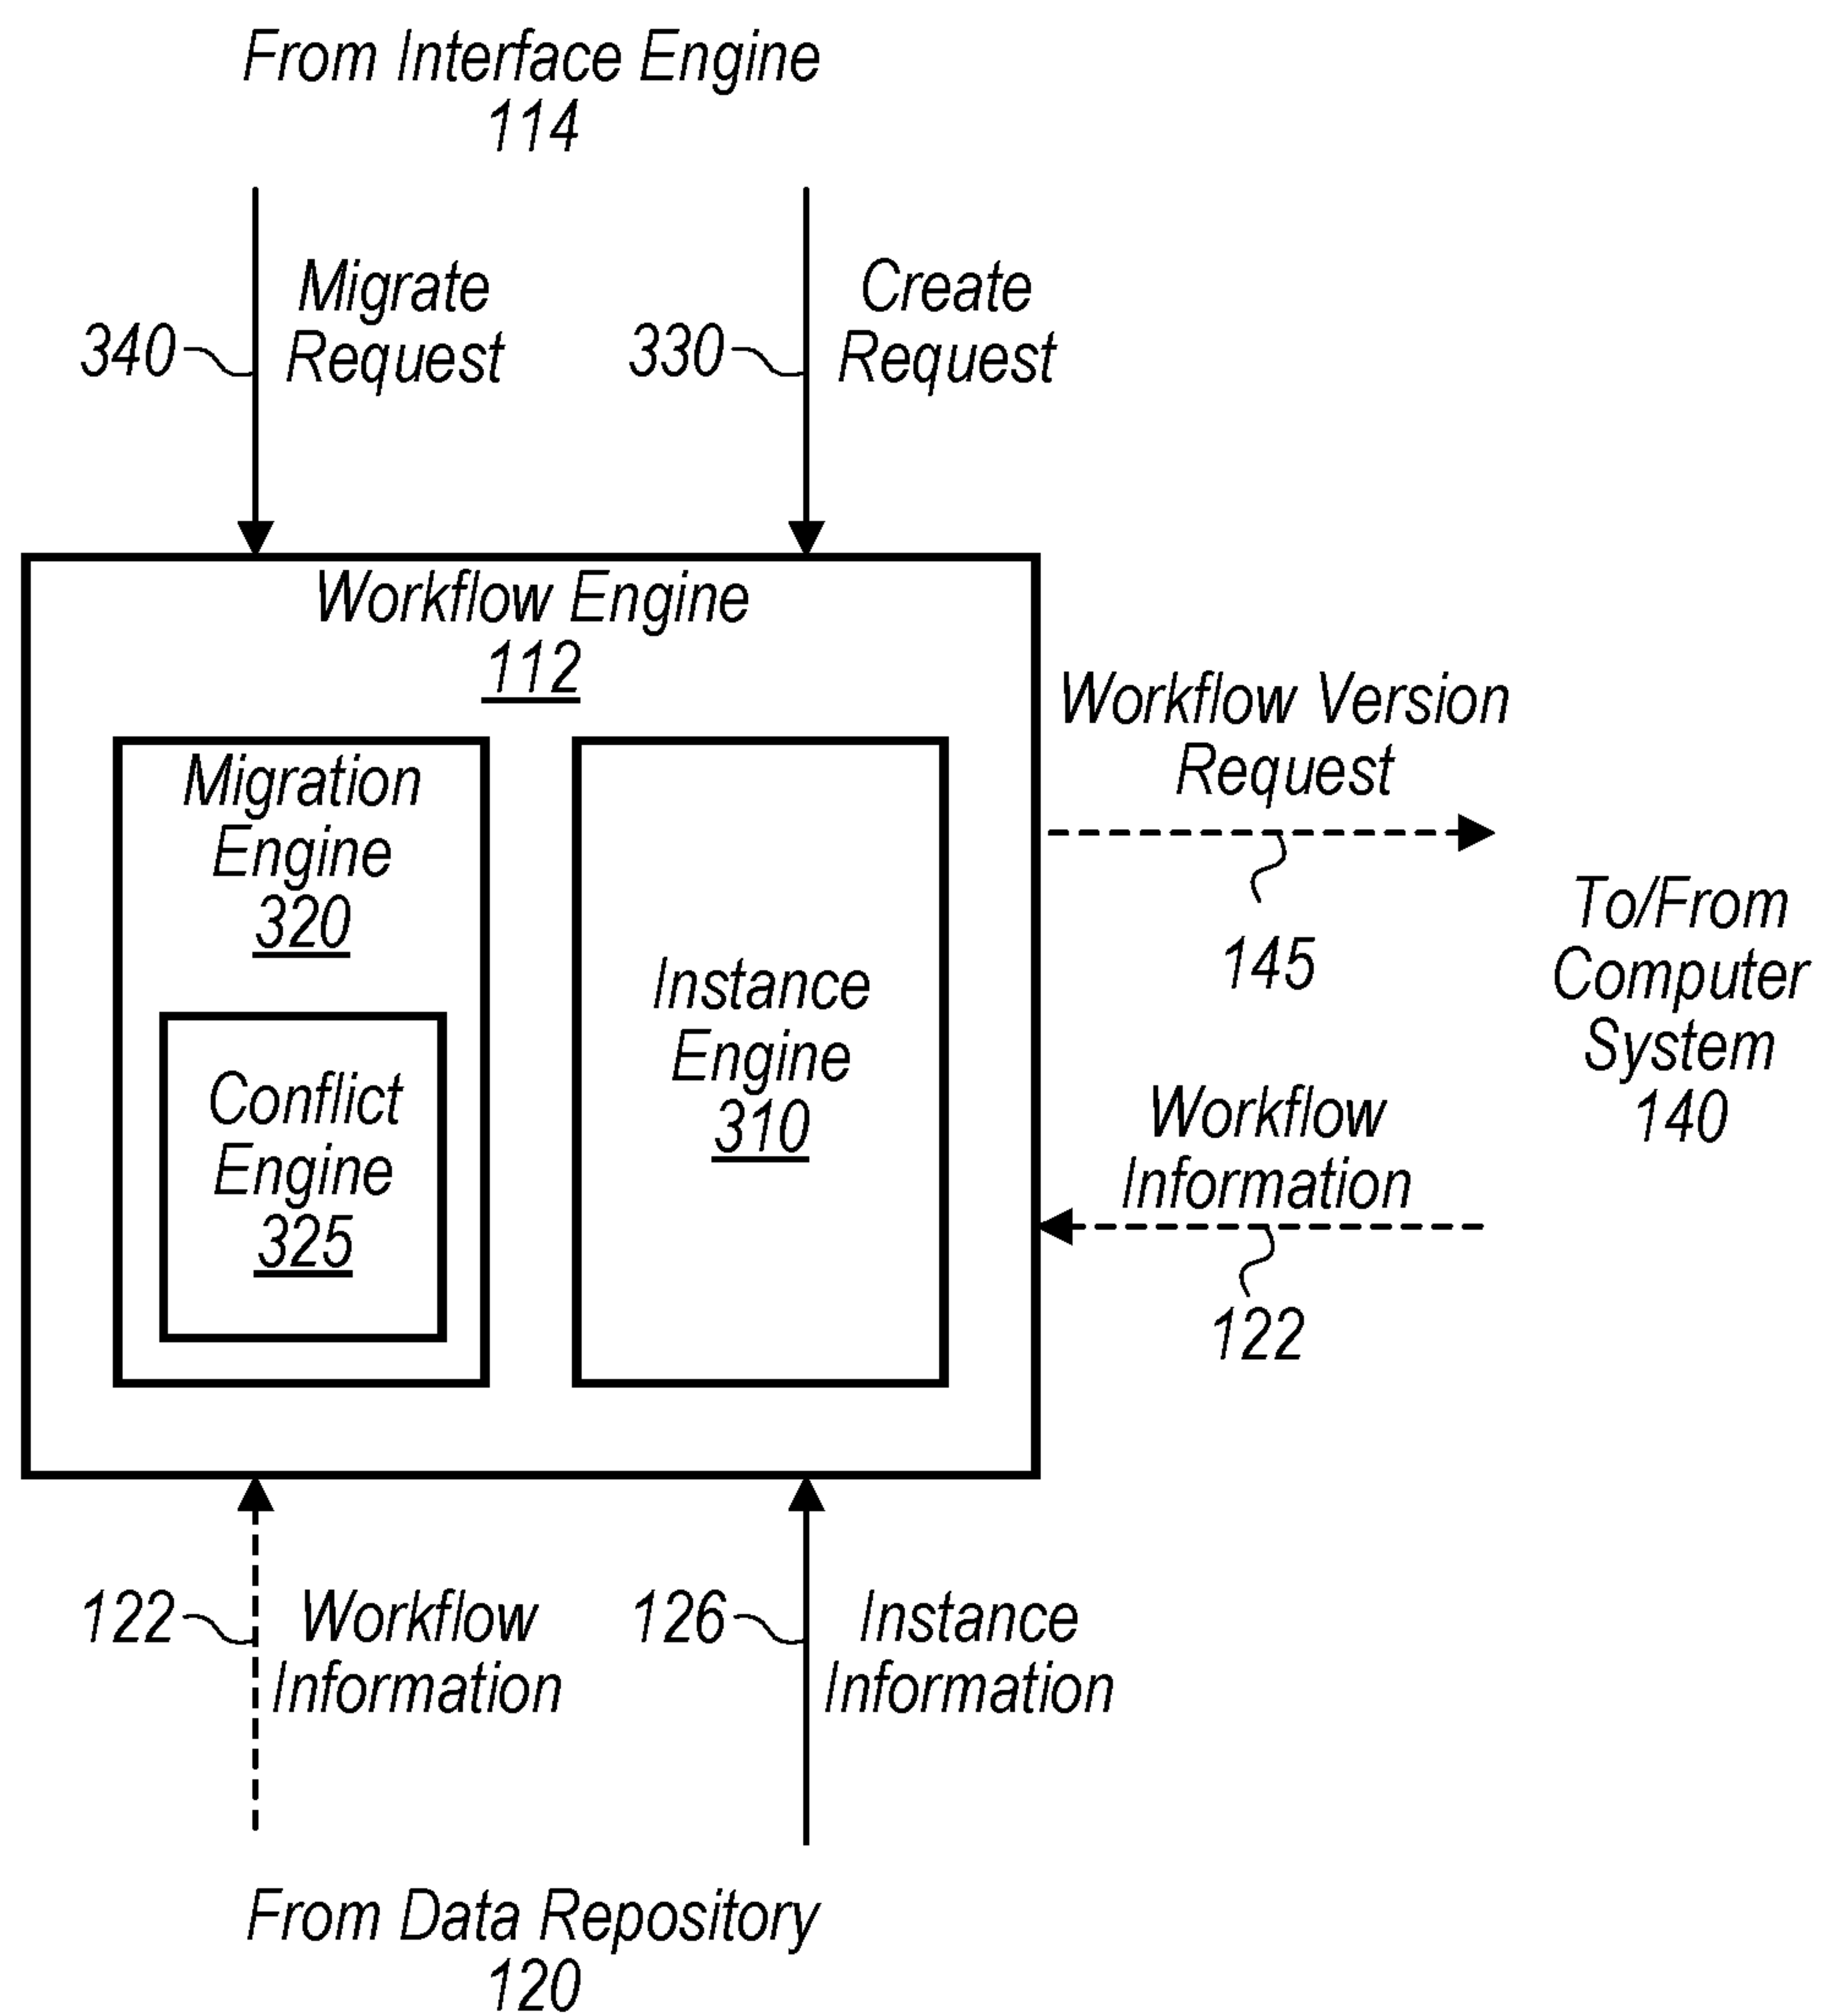 From Interface Engine
114
Migrate
Request
340
Create
Request
330
Workflow Engine
112
Migration
Engine
320
Conflict
Engine
325
Instance
Engine
310
Workflow Version
Request
145
To/From
Computer
System
140
Workflow
Information
122
122
Workflow
Information
126
Instance
Information
From Data Repository
120